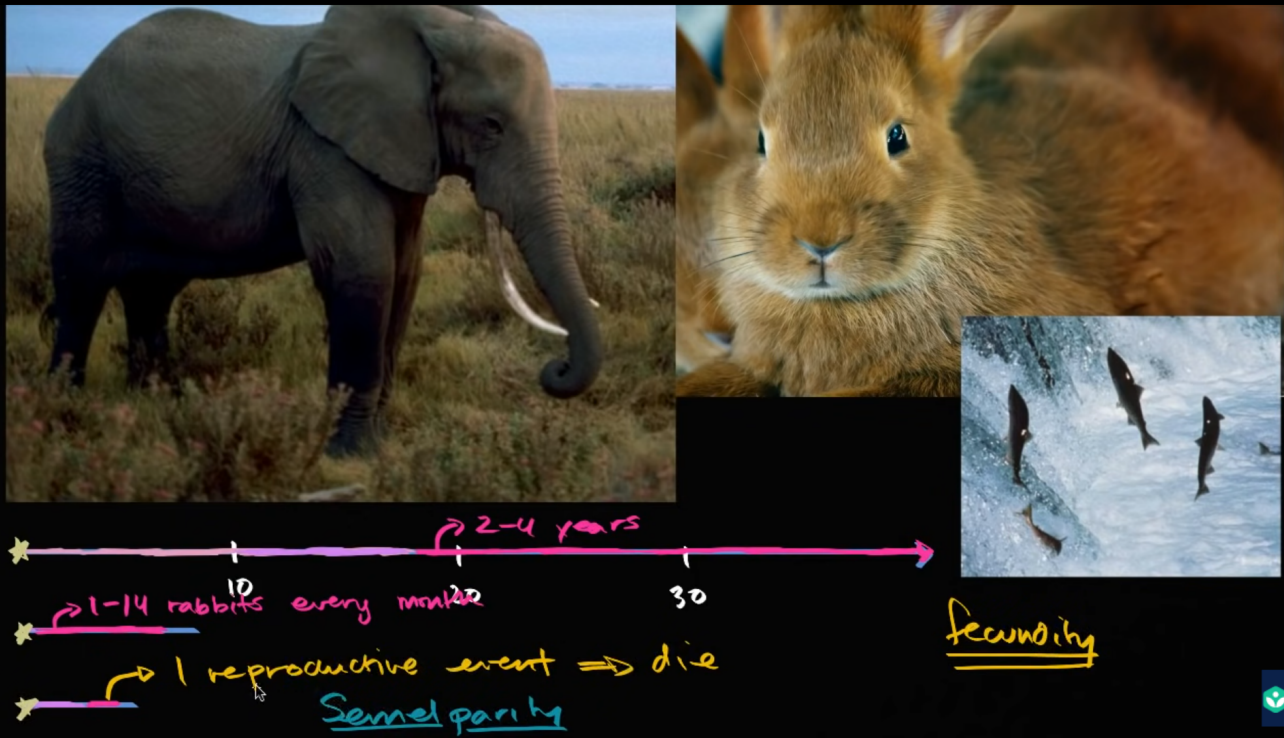 2-4 years
10 20 30
1-14 rabbits every month
fecundity
1 reproductive event ⇒ die
Semelparity